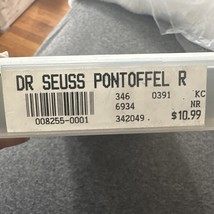 DR SEUSS PONTOFFEL R
346 0391 KC
6934 NR
008255-0001 342049 $10.99